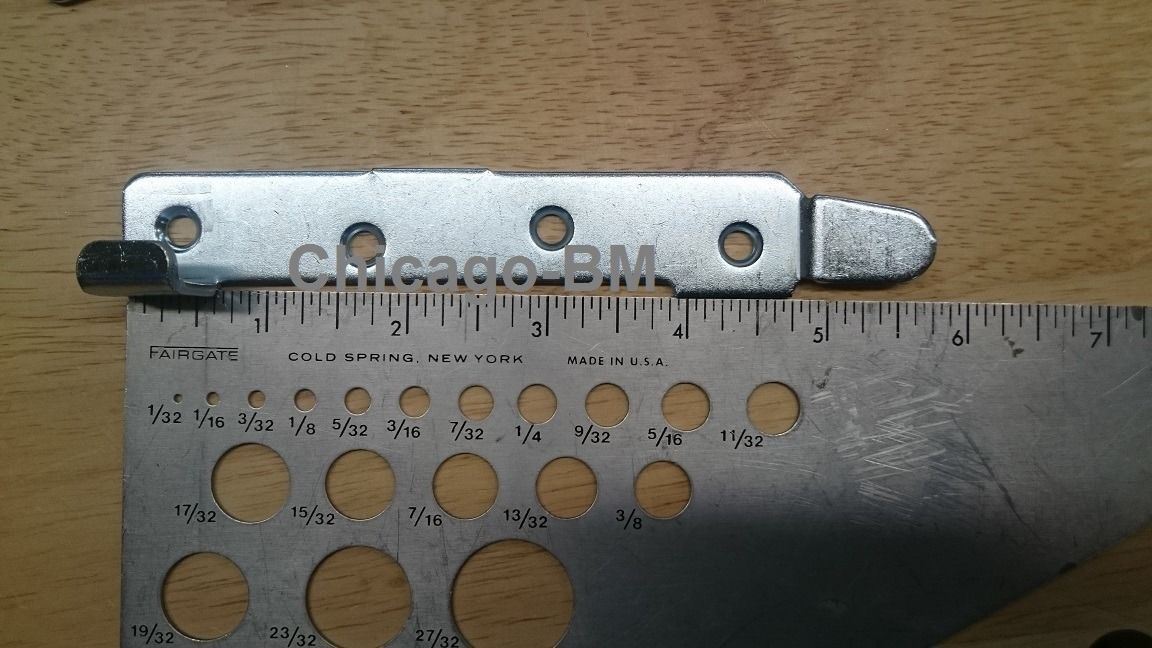 Chicago-BM
1 2 3 4 5 6 7
FAIRGATE COLD SPRING, NEW YORK MADE IN U.S.A.
1/32 1/16 3/32 1/8 5/32 3/16 7/32 1/4 9/32 5/16 11/32
17/32 15/32 7/16 13/32 3/8
19/32 23/32 27/32